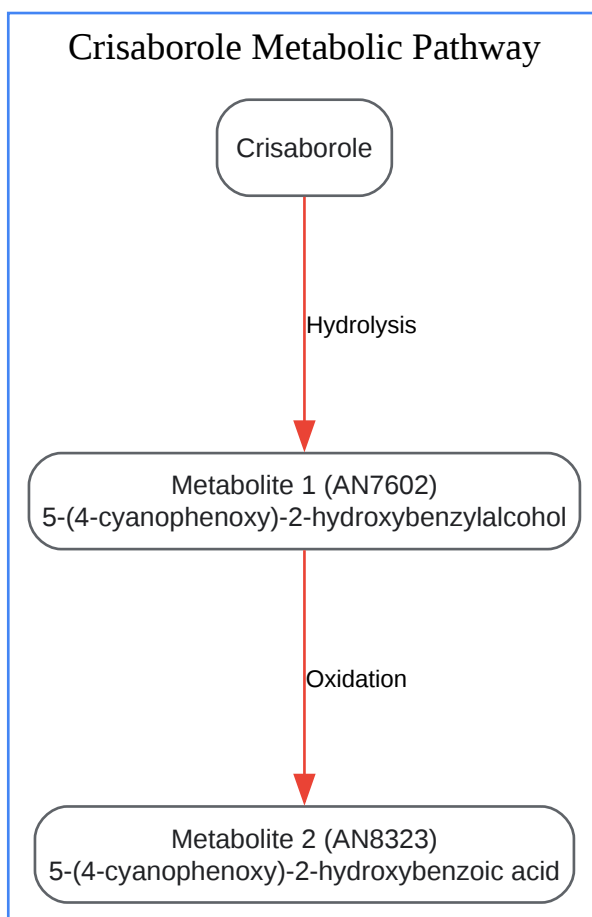 Crisaborole Metabolic Pathway
Crisaborole
Hydrolysis
Metabolite 1 (AN7602)
5-(4-cyanophenoxy)-2-hydroxybenzylalcohol
Oxidation
Metabolite 2 (AN8323)
5-(4-cyanophenoxy)-2-hydroxybenzoic acid